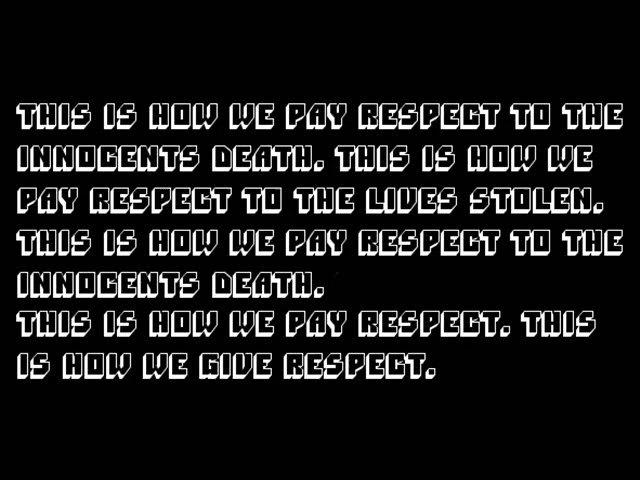 THIS IS HOW WE PAY RESPECT TO THE
INNOCENTS DEATH. THIS IS HOW WE
PAY RESPECT TO THE LIVES STOLEN.
THIS IS HOW WE PAY RESPECT TO THE
INNOCENTS DEATH.
THIS IS HOW WE PAY RESPECT. THIS
IS HOW WE GIVE RESPECT.